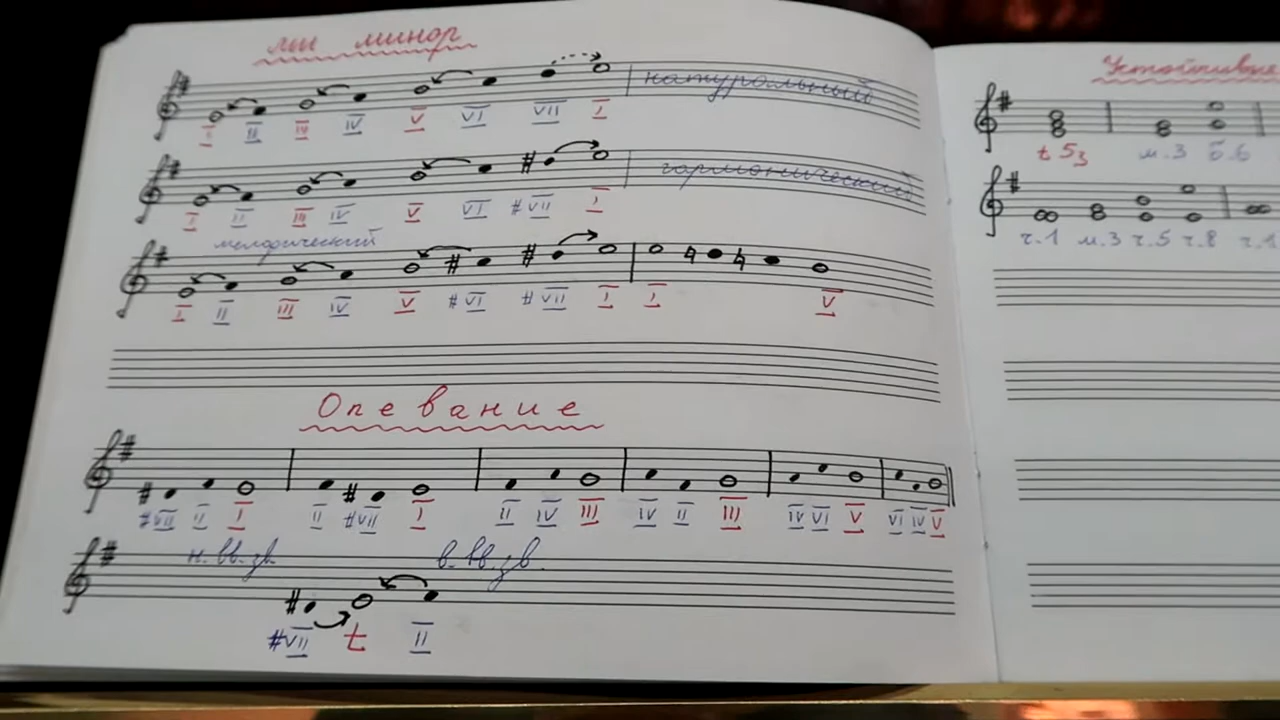 ми минор
натуральный
I II III IV V VI VII I
гармонический
I II III IV V VI #VII I
мелодический
I II III IV V #VI #VII I I V
Опевание
#VII II I II #VII I II IV III IV II III IV VI V VI IV V
н. вв. зв. в. вв. зв.
#VII t II
Устойчивые
t 5 3 м.3 б.6
ч.1 м.3 ч.5 ч.8 ч.1